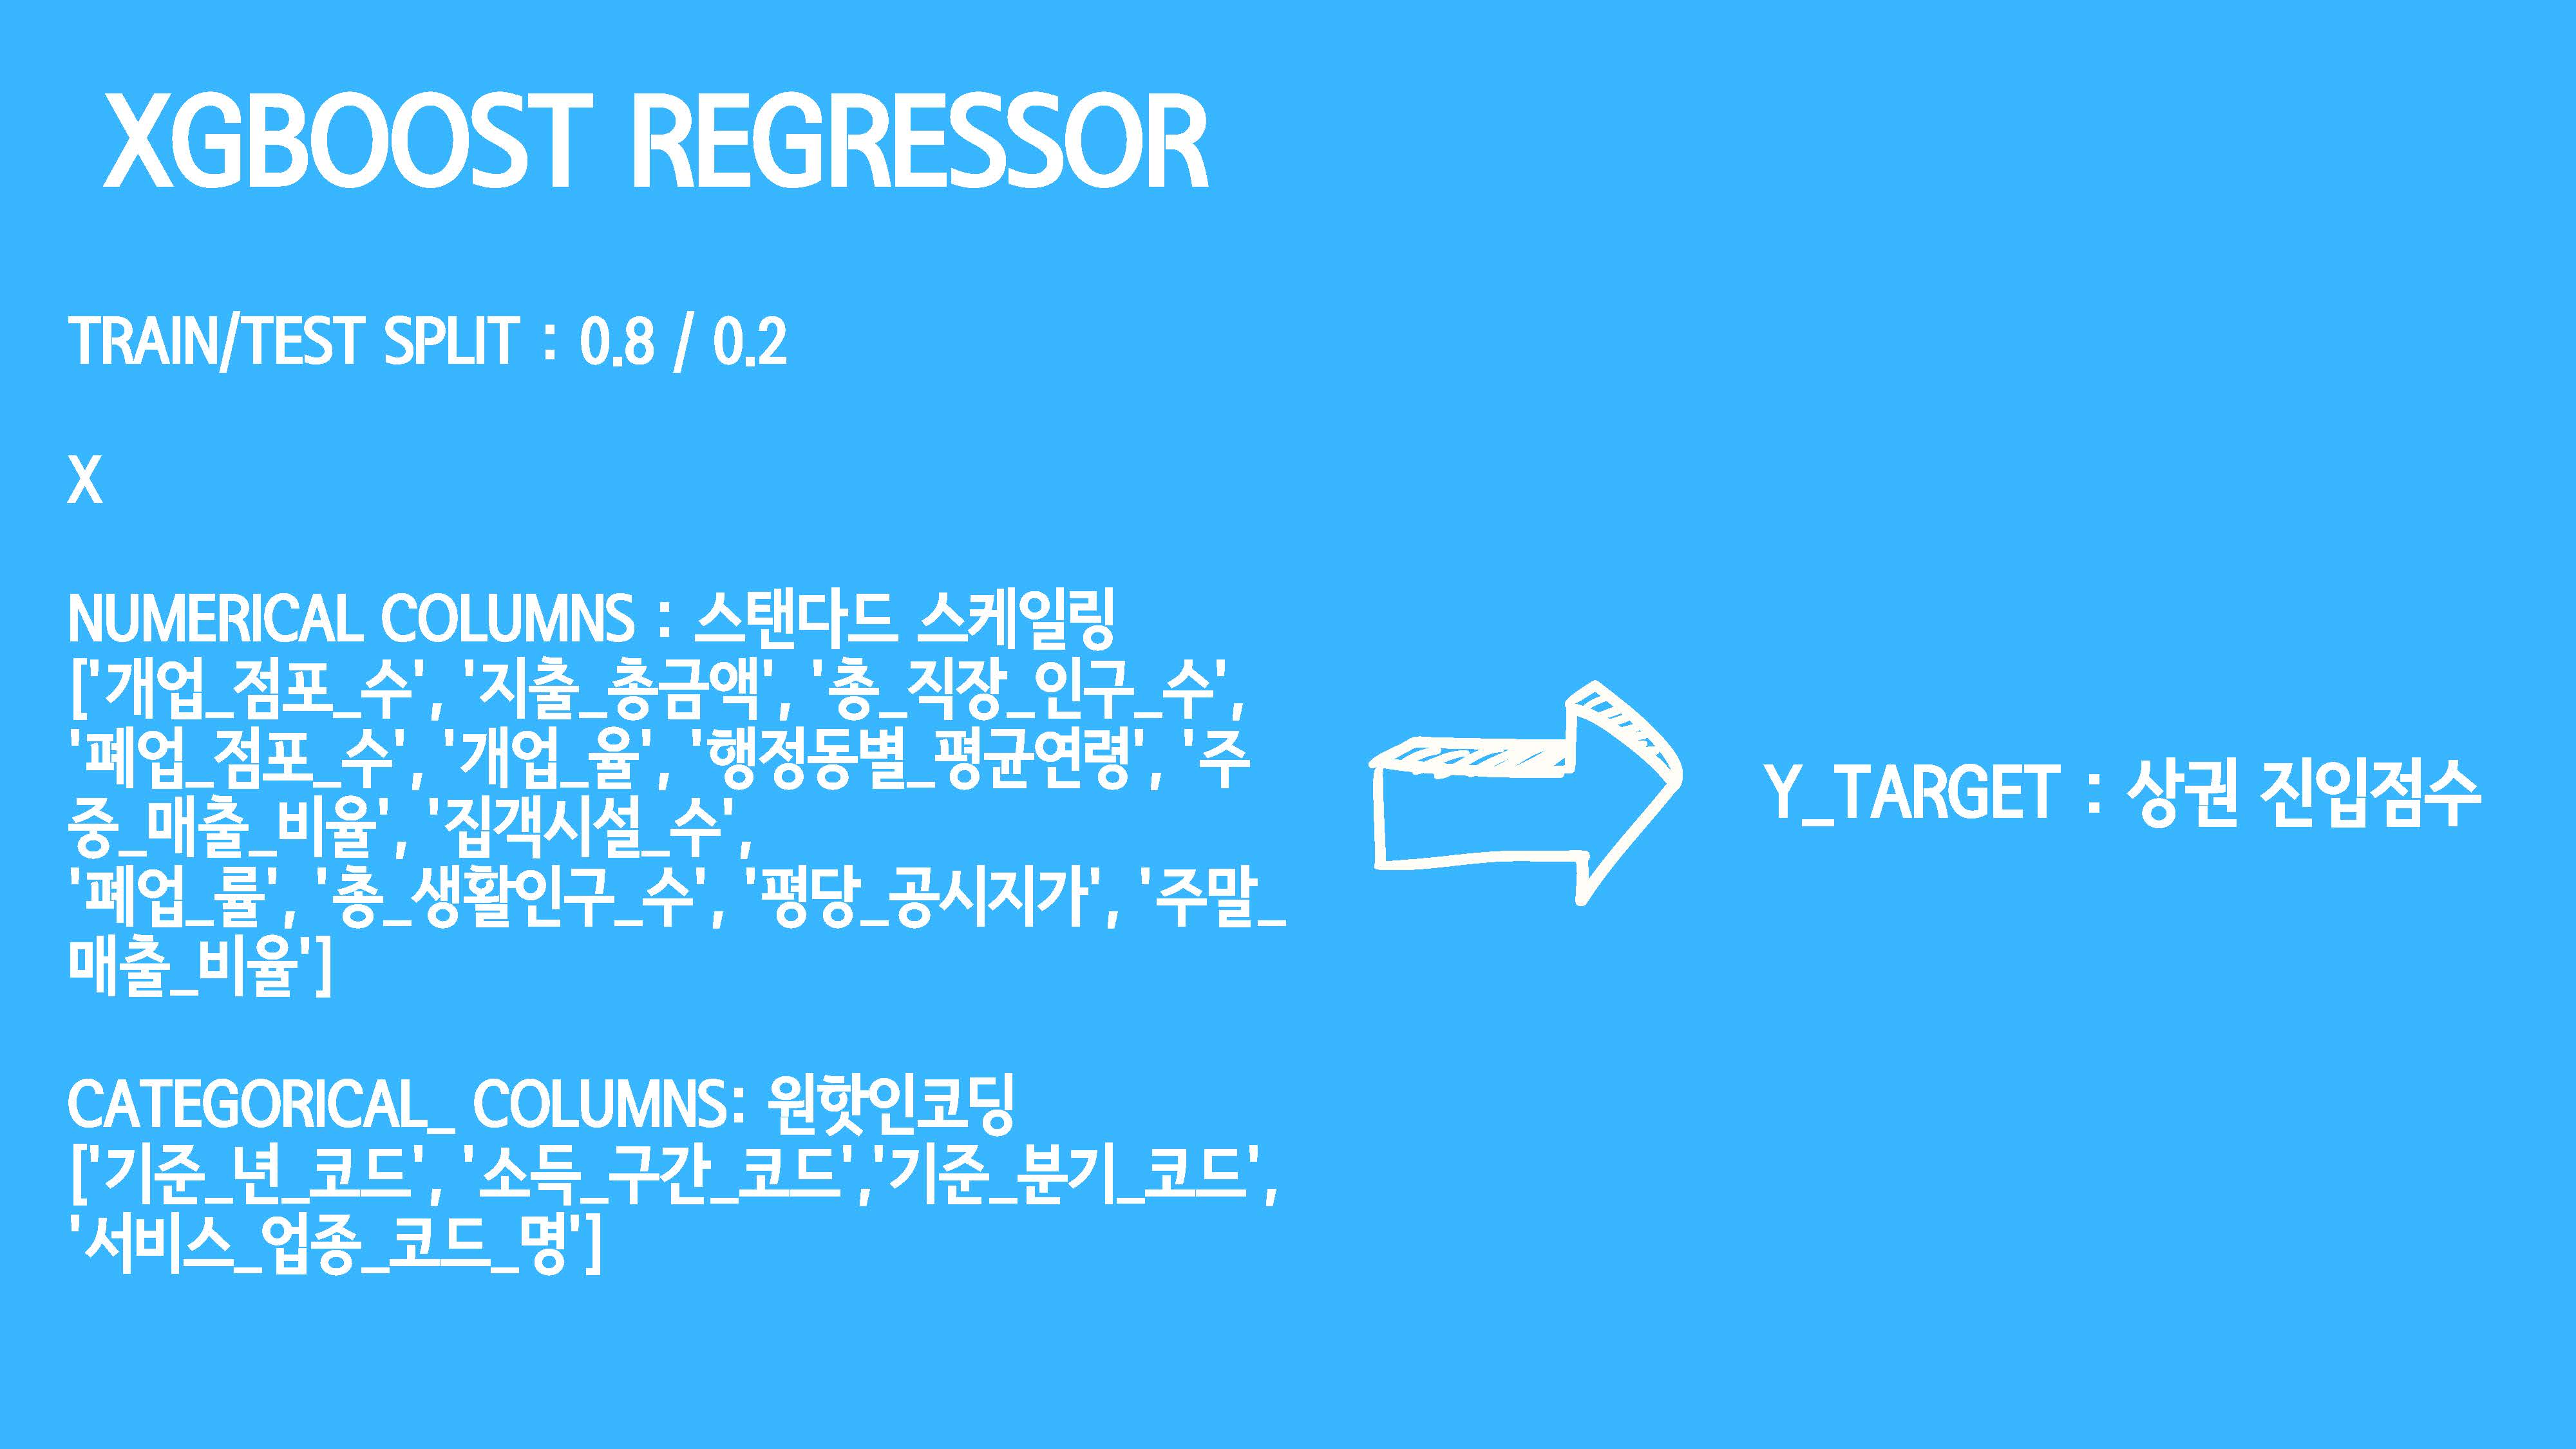 XGBOOST REGRESSOR
TRAIN/TEST SPLIT : 0.8 / 0.2
X
NUMERICAL COLUMNS : 스탠다드 스케일링
['개업_점포_수', '지출_총금액', '총_직장_인구_수',
'폐업_점포_수', '개업_율', '행정동별_평균연령', '주
중_매출_비율', '집객시설_수',
'폐업_률', '총_생활인구_수', '평당_공시지가', '주말_
매출_비율']
CATEGORICAL_ COLUMNS: 원핫인코딩
['기준_년_코드', '소득_구간_코드','기준_분기_코드',
'서비스_업종_코드_명']
Y_TARGET : 상권 진입점수